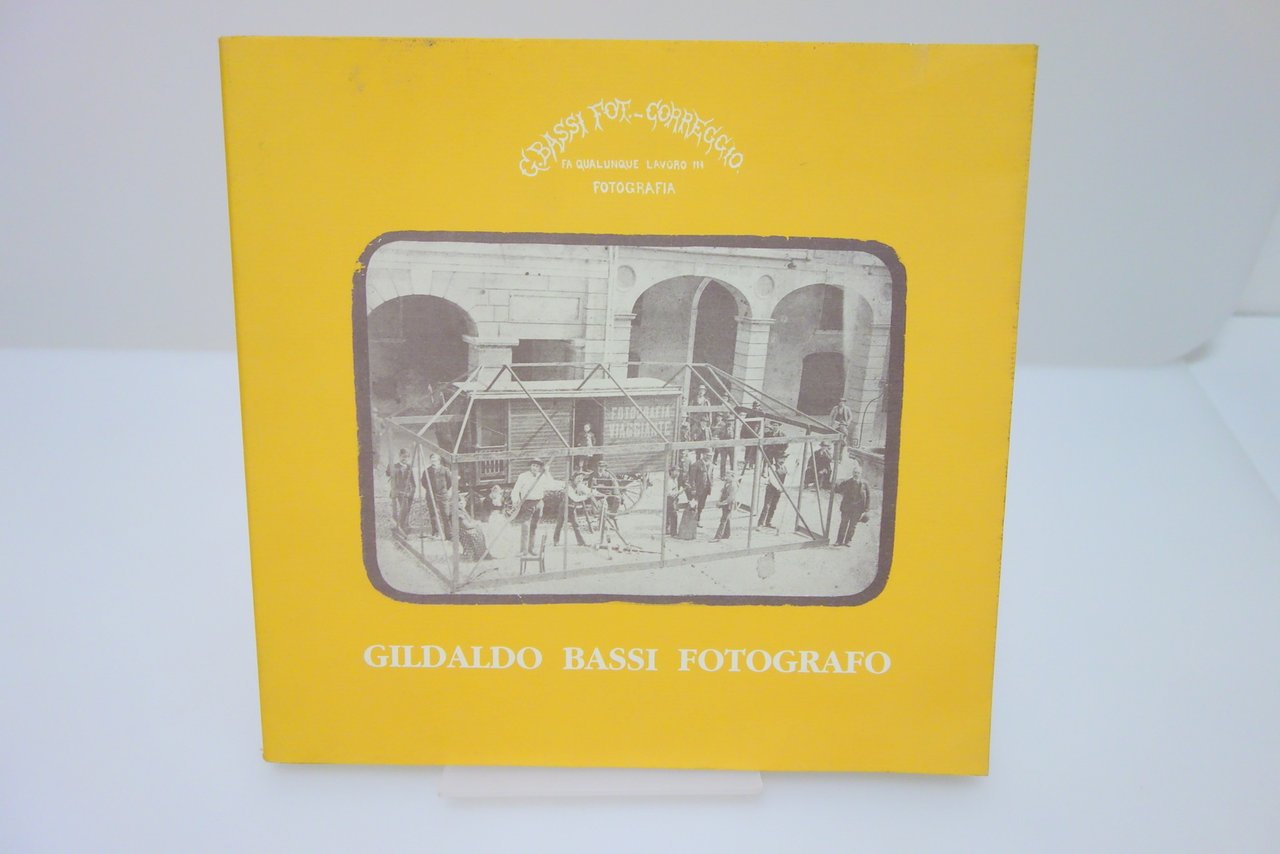 G. BASSI FOT.-CORREGGIO.
FA QUALUNQUE LAVORO IN
FOTOGRAFIA
FOTOGRAFIA
VIAGGIANTE
GILDALDO BASSI FOTOGRAFO